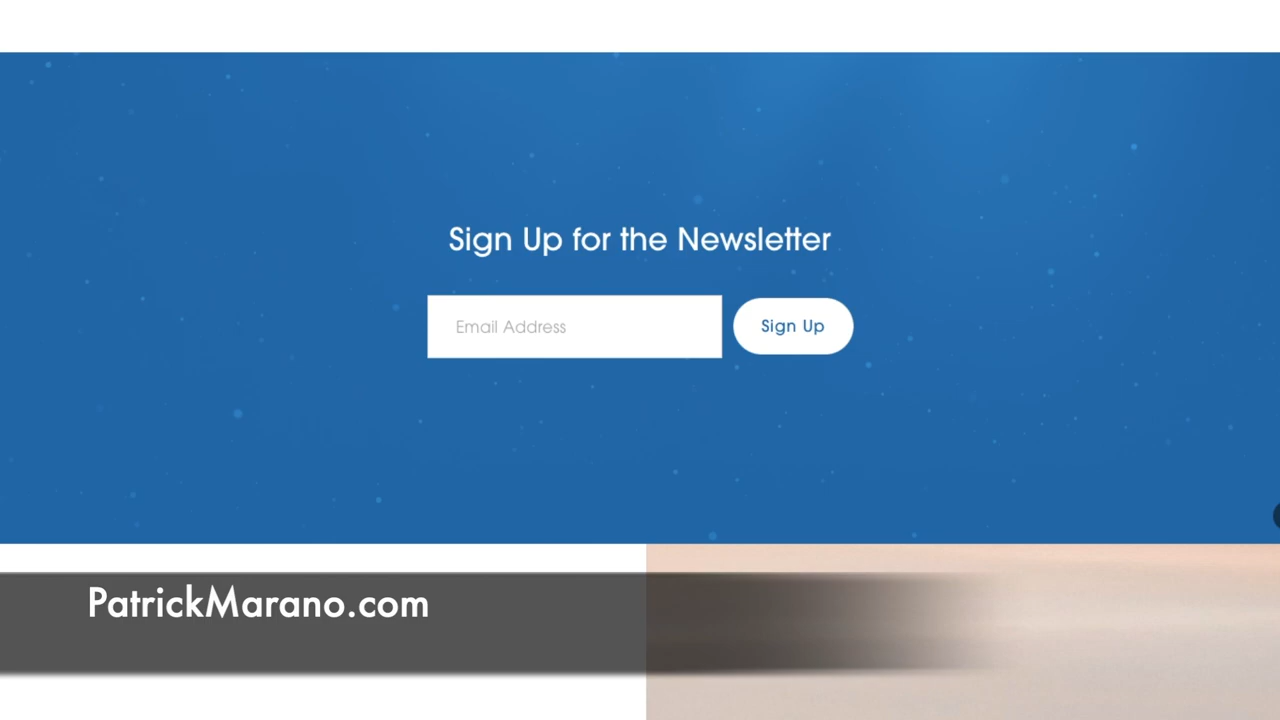 Sign Up for the Newsletter
Email Address
Sign Up
PatrickMarano.com